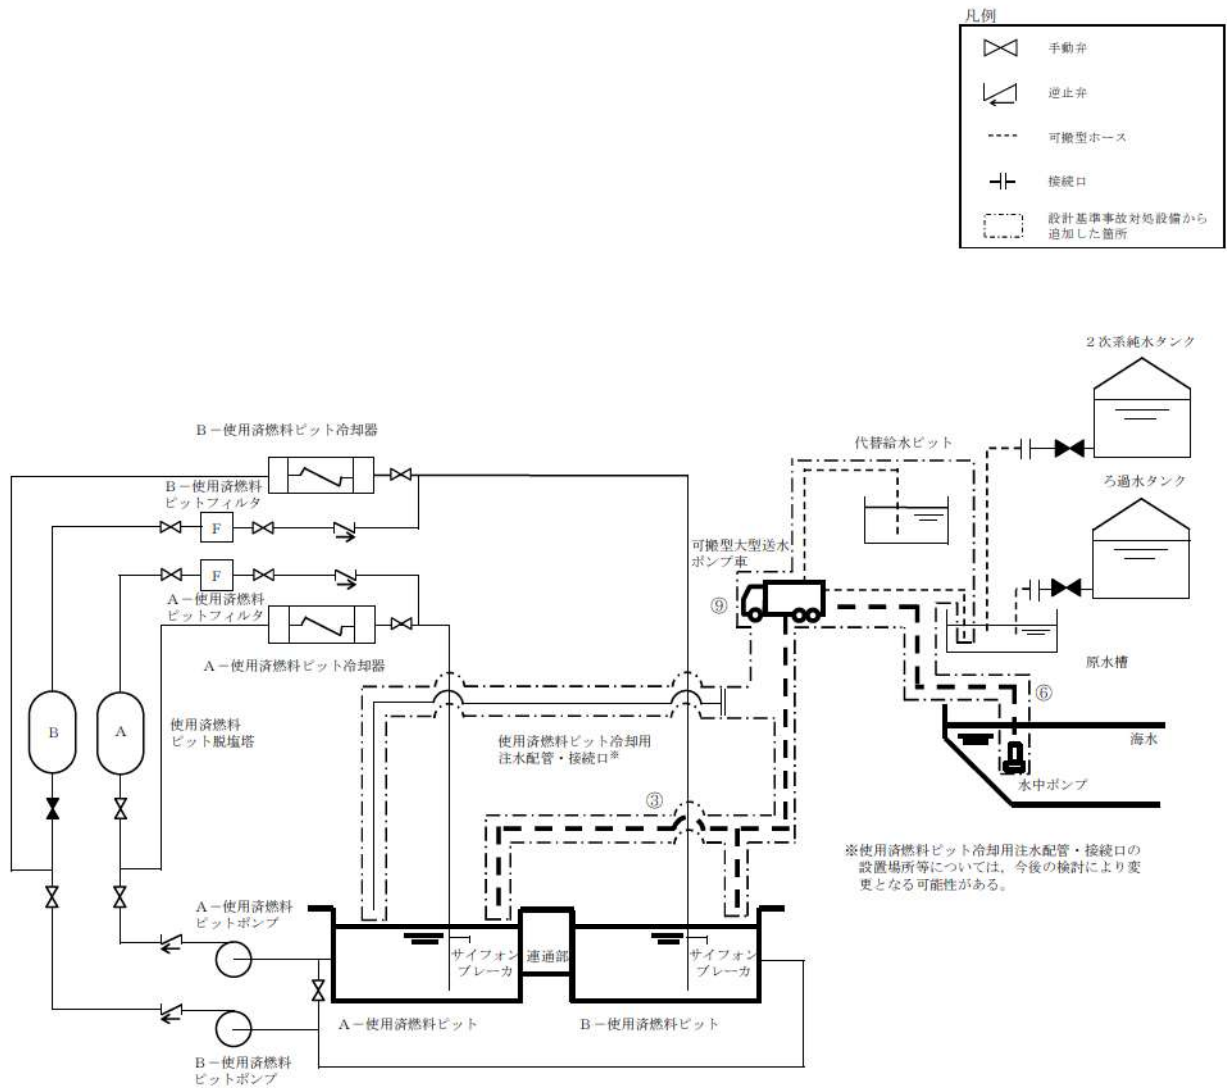 凡例
手動弁
逆止弁
可搬型ホース
接続口
設計基準事故対処設備から
追加した箇所
２次系純水タンク
Ｂ－使用済燃料ピット冷却器
代替給水ピット
Ｂ－使用済燃料
ピットフィルタ
ろ過水タンク
F
可搬型大型送水
ポンプ車
F
Ａ－使用済燃料
ピットフィルタ
⑨
Ａ－使用済燃料ピット冷却器
原水槽
⑥
B
A
使用済燃料
ピット脱塩塔
使用済燃料ピット冷却用
注水配管・接続口※
海水
水中ポンプ
③
※使用済燃料ピット冷却用注水配管・接続口の
設置場所等については，今後の検討により変
更となる可能性がある。
Ａ－使用済燃料
ピットポンプ
サイフォン
ブレーカ
連通部
サイフォン
ブレーカ
Ａ－使用済燃料ピット
Ｂ－使用済燃料ピット
Ｂ－使用済燃料
ピットポンプ